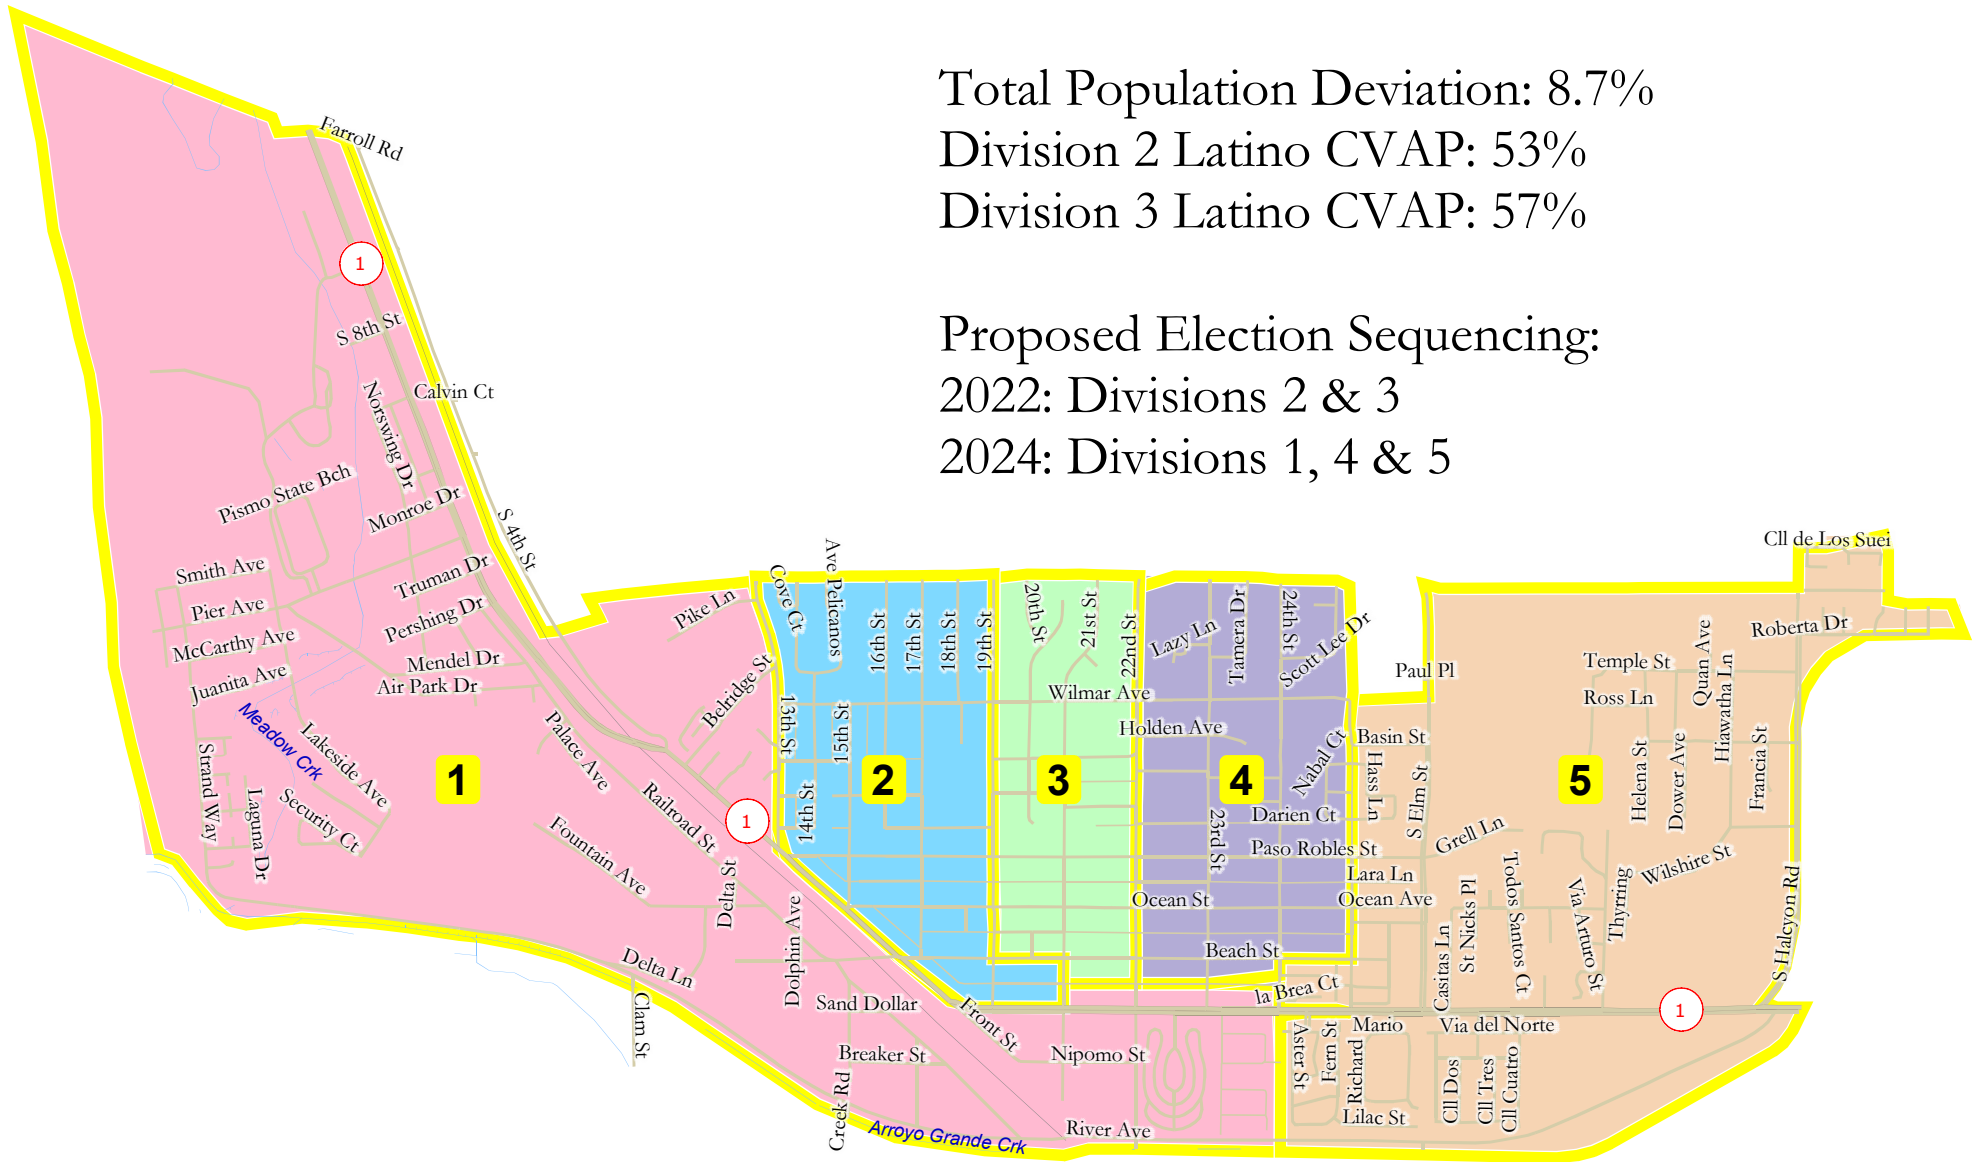 Total Population Deviation: 8.7%
Division 2 Latino CVAP: 53%
Division 3 Latino CVAP: 57%
Proposed Election Sequencing:
2022: Divisions 2 & 3
2024: Divisions 1, 4 & 5
Farroll Rd
1
S 8th St
Calvin Ct
Norswing Dr
Pismo State Bch
Monroe Dr
S 4th St
Smith Ave
Truman Dr
Pier Ave
Pershing Dr
McCarthy Ave
Mendel Dr
Juanita Ave
Air Park Dr
Meadow Crk
Lakeside Ave
Strand Way
Laguna Dr
Security Ct
1
Palace Ave
Railroad St
Fountain Ave
Pike Ln
Belridge St
1
Delta St
Dolphin Ave
Delta Ln
Clam St
Sand Dollar
Front St
Breaker St
Nipomo St
Creek Rd
Arroyo Grande Crk
River Ave
Cove Ct
Ave Pelicanos
16th St
17th St
18th St
19th St
13th St
15th St
14th St
2
20th St
21st St
22nd St
Wilmar Ave
Holden Ave
3
Lazy Ln
Tamera Dr
24th St
Scott Lee Dr
4
Nabal Ct
Darien Ct
23rd St
Paso Robles St
Ocean St
Beach St
la Brea Ct
Cll de Los Suei
Roberta Dr
Paul Pl
Temple St
Quan Ave
Ross Ln
Hiawatha Ln
Basin St
Hass Ln
S Elm St
5
Helena St
Dower Ave
Francia St
Grell Ln
Lara Ln
Ocean Ave
Wilshire St
Casitas Ln
St Nicks Pl
Todos Santos Ct
Via Arturo St
Thyrring
S Halcyon Rd
1
Aster St
Fern St
Richard
Mario
Via del Norte
Cll Dos
Cll Tres
Cll Cuatro
Lilac St